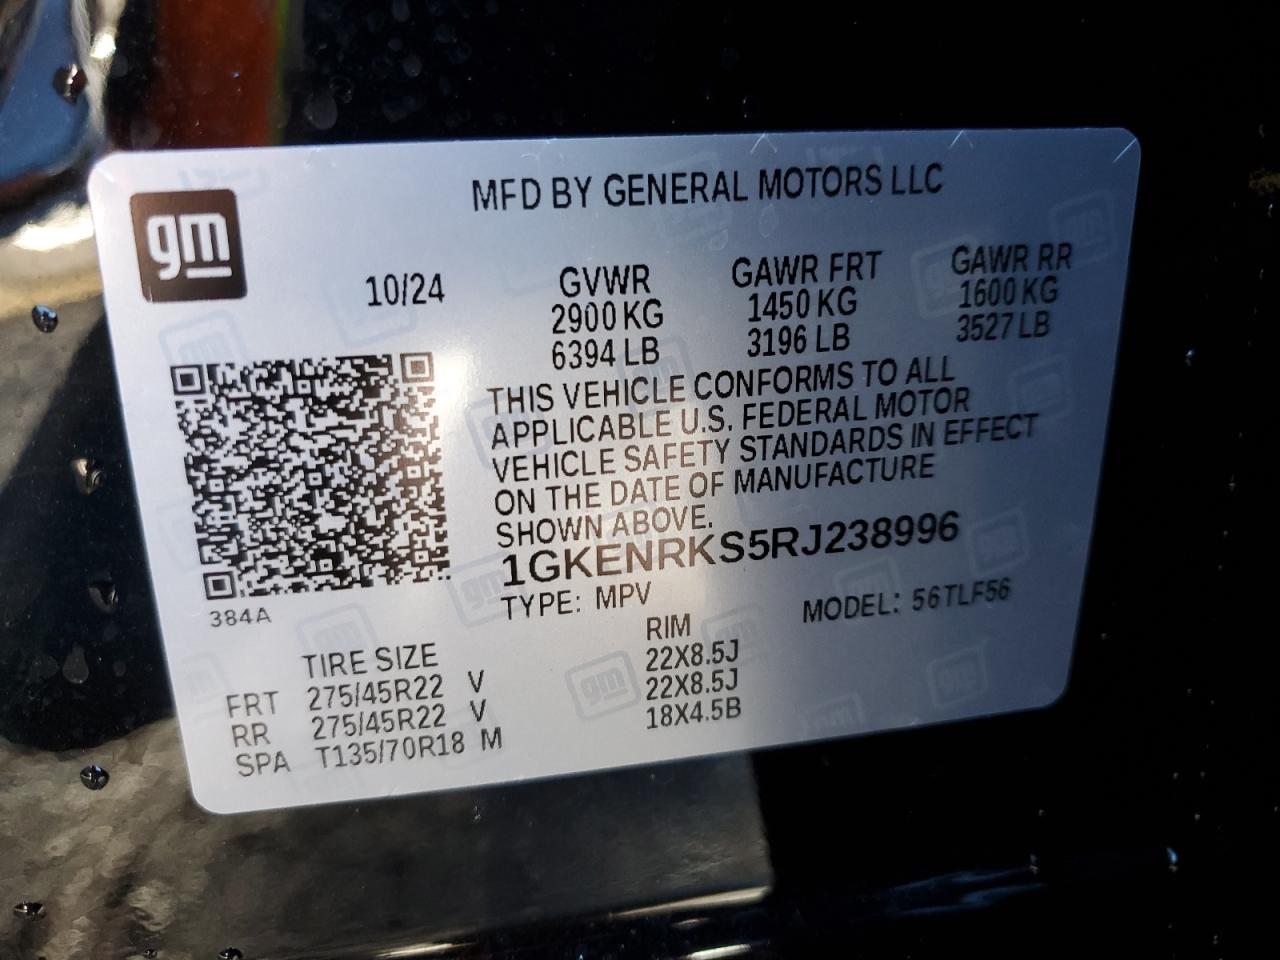 MFD BY GENERAL MOTORS LLC
gm
10/24
GVWR GAWR FRT GAWR RR
2900 KG 1450 KG 1600 KG
6394 LB 3196 LB 3527 LB
THIS VEHICLE CONFORMS TO ALL
APPLICABLE U.S. FEDERAL MOTOR
VEHICLE SAFETY STANDARDS IN EFFECT
ON THE DATE OF MANUFACTURE
SHOWN ABOVE.
1GKENRKS5RJ238996
TYPE: MPV MODEL: 56TLF56
384A
TIRE SIZE RIM
FRT 275/45R22 V 22X8.5J
RR 275/45R22 V 22X8.5J
SPA T135/70R18 M 18X4.5B